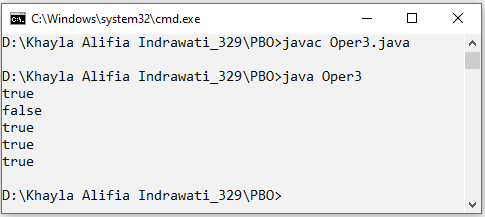 C:\Windows\system32\cmd.exe
D:\Khayla Alifia Indrawati_329\PBO>javac Oper3.java
D:\Khayla Alifia Indrawati_329\PBO>java Oper3
true
false
true
true
true
D:\Khayla Alifia Indrawati_329\PBO>